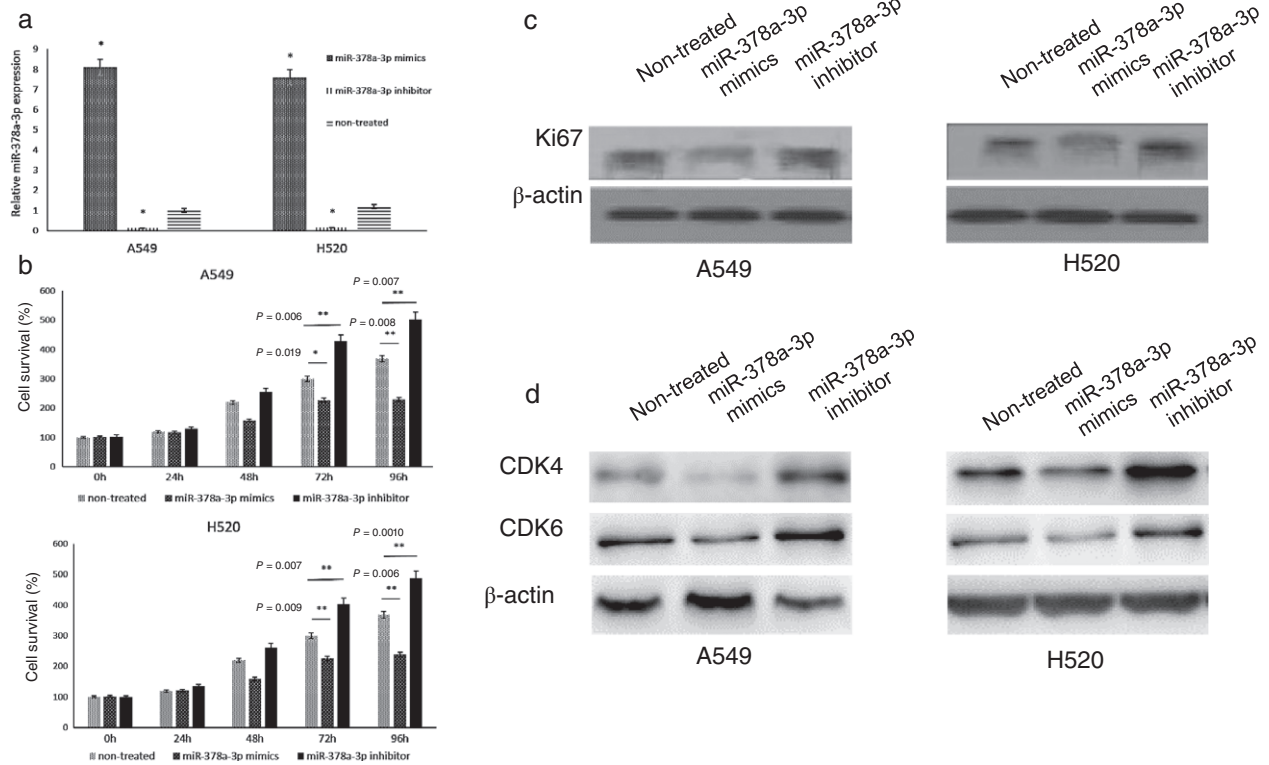 a
Relative miR-378a-3p expression
9
8
7
6
5
4
3
2
1
0
*
*
*
*
miR-378a-3p mimics
miR-378a-3p inhibitor
non-treated
A549
H520
b
A549
Cell survival (%)
600
500
400
300
200
100
0
P = 0.006
**
P = 0.019
*
P = 0.007
**
P = 0.008
**
0h 24h 48h 72h 96h
non-treated miR-378a-3p mimics miR-378a-3p inhibitor
H520
Cell survival (%)
600
500
400
300
200
100
0
P = 0.007
**
P = 0.009
**
P = 0.0010
**
P = 0.006
**
0h 24h 48h 72h 96h
non-treated miR-378a-3p mimics miR-378a-3p inhibitor
c
Non-treated
miR-378a-3p
mimics
miR-378a-3p
inhibitor
Non-treated
miR-378a-3p
mimics
miR-378a-3p
inhibitor
Ki67
β-actin
A549
H520
d
Non-treated
miR-378a-3p
mimics
miR-378a-3p
inhibitor
Non-treated
miR-378a-3p
mimics
miR-378a-3p
inhibitor
CDK4
CDK6
β-actin
A549
H520